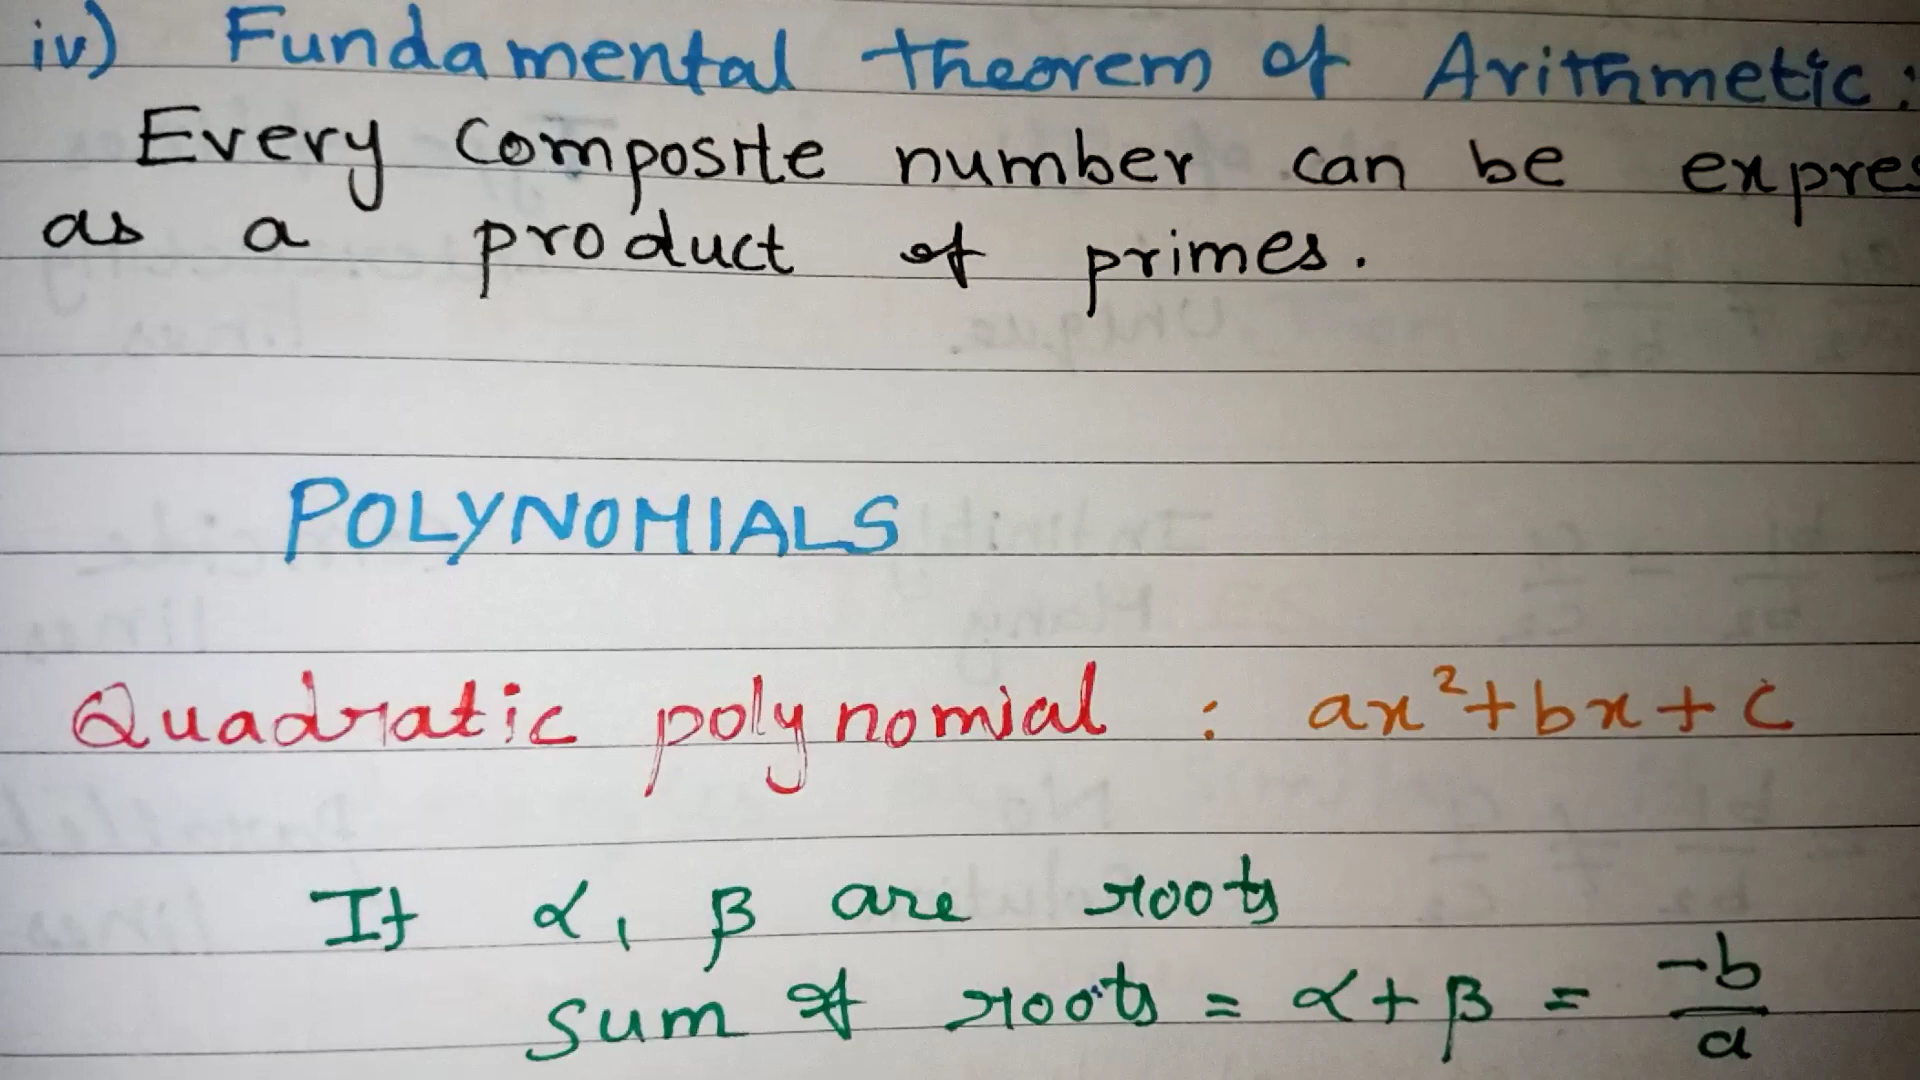 iv) Fundamental theorem of Arithmetic:
Every composite number can be expres
as a product of primes.
POLYNOMIALS
Quadratic polynomial : ax²+bx+c
If α, β are roots
sum of roots = α+β = -b/a